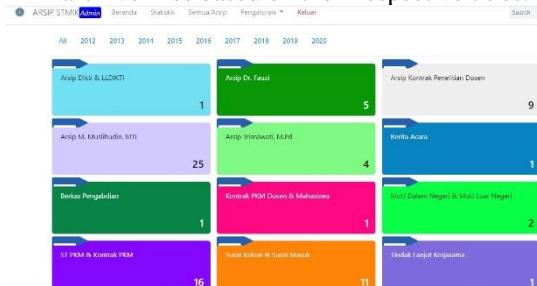 ARSIP STMIK Admin Beranda Statistik Semua Arsip Pengaturan Keluar Search
All 2012 2013 2014 2015 2016 2017 2018 2019 2020
Arsip Dikti & LLDIKTI
1
Arsip Dr. Fauzi
5
Arsip Kontrak Penelitian Dosen
9
Arsip M. Muslihudin, MTI
25
Arsip Trisnawati, M.Pd
4
Berita Acara
1
Berkas Pengabdian
1
Kontrak PKM Dosen & Mahasiswa
1
MoU Dalam Negeri & MoU Luar Negeri
2
ST PKM & Kontrak PKM
16
Surat Keluar & Surat Masuk
11
Tindak Lanjut Kerjasama
1